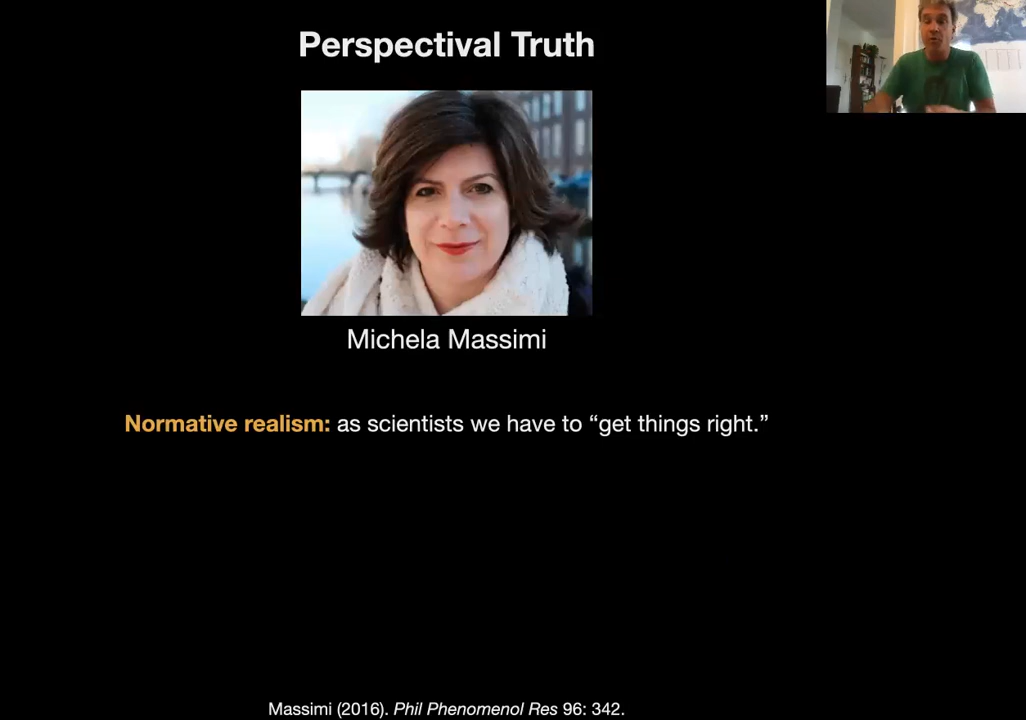 Perspectival Truth
Michela Massimi
Normative realism: as scientists we have to “get things right.”
Massimi (2016). Phil Phenomenol Res 96: 342.